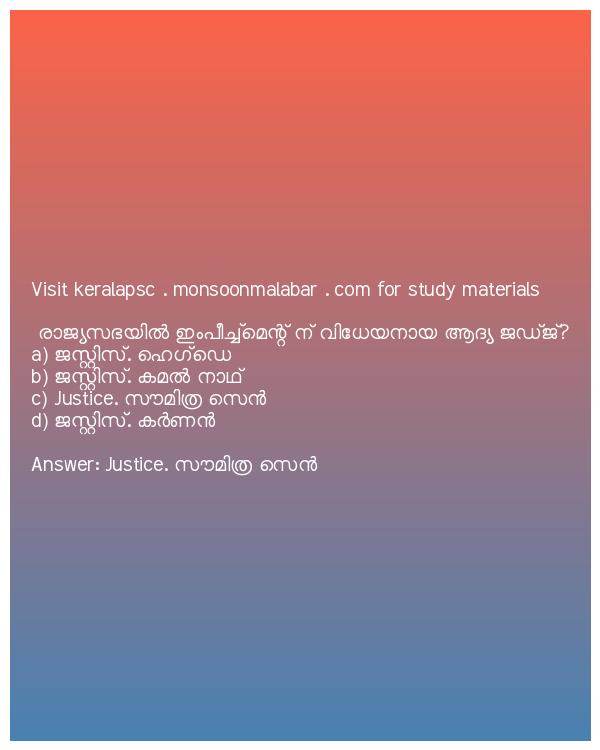 Visit keralapsc . monsoonmalabar . com for study materials
രാജ്യസഭയിൽ ഇംപീച്ച്മെന്റ് ന് വിധേയനായ ആദ്യ ജഡ്ജ്?
a) ജസ്റ്റിസ്. ഹെഗ്ഡെ
b) ജസ്റ്റിസ്. കമൽ നാഥ്
c) Justice. സൗമിത്ര സെൻ
d) ജസ്റ്റിസ്. കർണൻ
Answer: Justice. സൗമിത്ര സെൻ